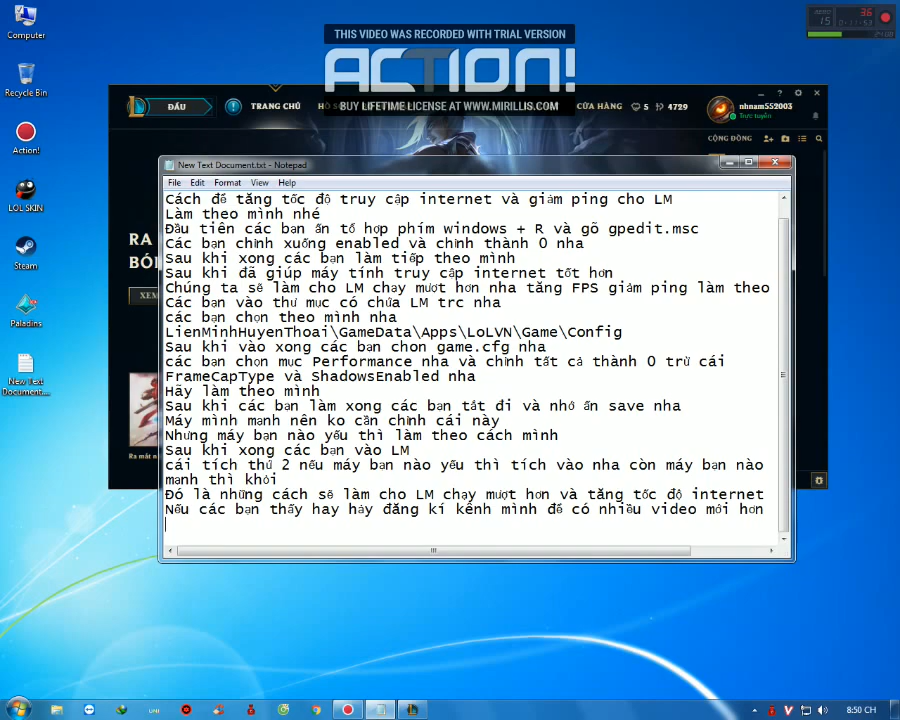 Computer
Recycle Bin
Action!
LOL SKIN
Steam
Paladins
New Text
Document....
THIS VIDEO WAS RECORDED WITH TRIAL VERSION
ACTION!
BUY LIFETIME LICENSE AT WWW.MIRILLIS.COM
36
15
ĐẤU
TRANG CHỦ
CỬA HÀNG
5
4729
nhnam552003
Trực tuyến
CỘNG ĐỒNG
RA
XEM
Ra mắt
New Text Document.txt - Notepad
File Edit Format View Help
Cách để tăng tốc độ truy cập internet và giảm ping cho LM
Làm theo mình nhé
Đầu tiên các bạn ấn tổ hợp phím windows + R và gõ gpedit.msc
Các bạn chỉnh xuống enabled và chỉnh thành 0 nha
Sau khi xong các bạn làm tiếp theo mình
Sau khi đã giúp máy tính truy cập internet tốt hơn
Chúng ta sẽ làm cho LM chạy mượt hơn nha tăng FPS giảm ping làm theo
Các bạn vào thư mục có chứa LM trc nha
các bạn chọn theo mình nha
LienMinhHuyenThoai\GameData\Apps\LoLVN\Game\Config
Sau khi vào xong các bạn chon game.cfg nha
các bạn chọn mục Performance nha và chỉnh tất cả thành 0 trừ cái
FrameCapType và ShadowsEnabled nha
Hãy làm theo mình
Sau khi các bạn làm xong các bạn tắt đi và nhớ ấn save nha
Máy mình mạnh nên ko cần chỉnh cái này
Nhưng máy bạn nào yếu thì làm theo cách mình
Sau khi xong các bạn vào LM
cái tích thứ 2 nếu máy bạn nào yếu thì tích vào nha còn máy bạn nào
mạnh thì khỏi
Đó là những cách sẽ làm cho LM chạy mượt hơn và tăng tốc độ internet
Nếu các bạn thấy hay hãy đăng kí kênh mình để có nhiều video mới hơn
8:50 CH